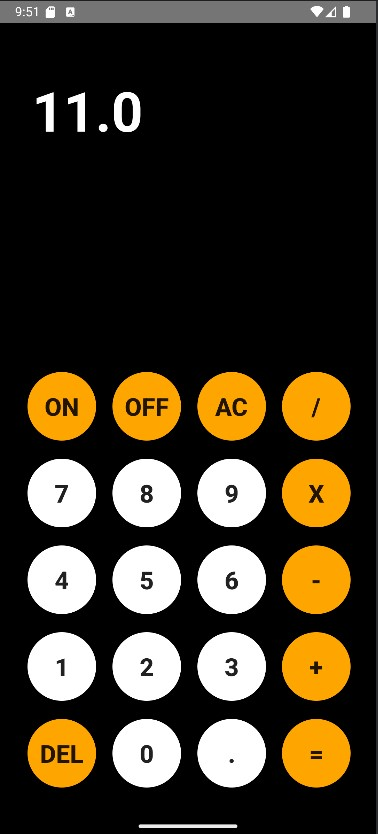 9:51
11.0
ON OFF AC /
7 8 9 X
4 5 6 -
1 2 3 +
DEL 0 . =